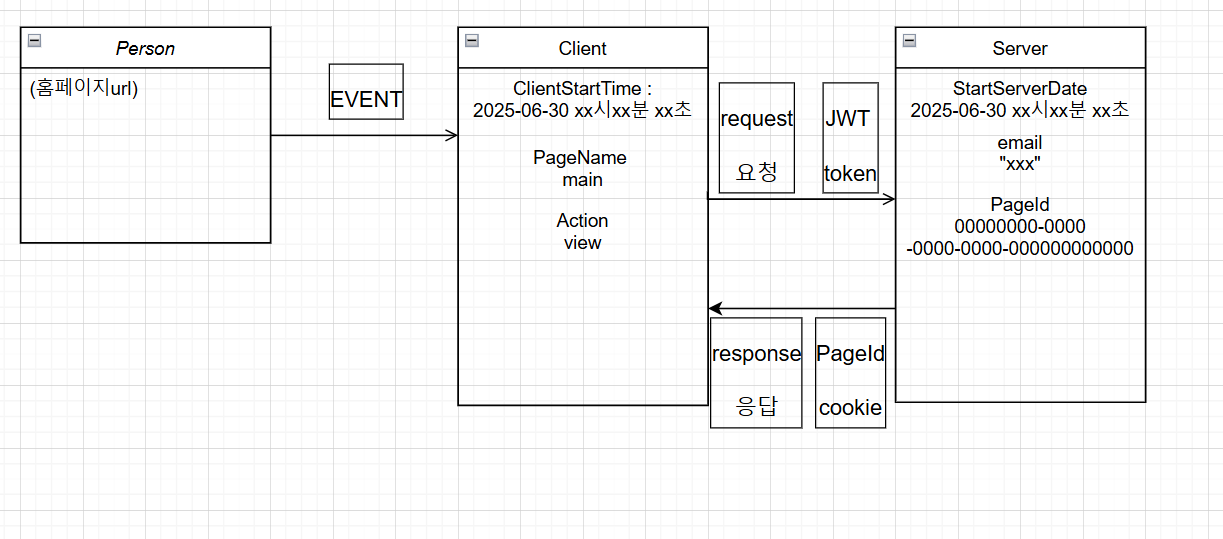 Person
(홈페이지url)
EVENT
Client
ClientStartTime :
2025-06-30 xx시xx분 xx초
PageName
main
Action
view
request
요청
JWT
token
response
응답
PageId
cookie
Server
StartServerDate
2025-06-30 xx시xx분 xx초
email
"xxx"
PageId
00000000-0000
-0000-0000-000000000000